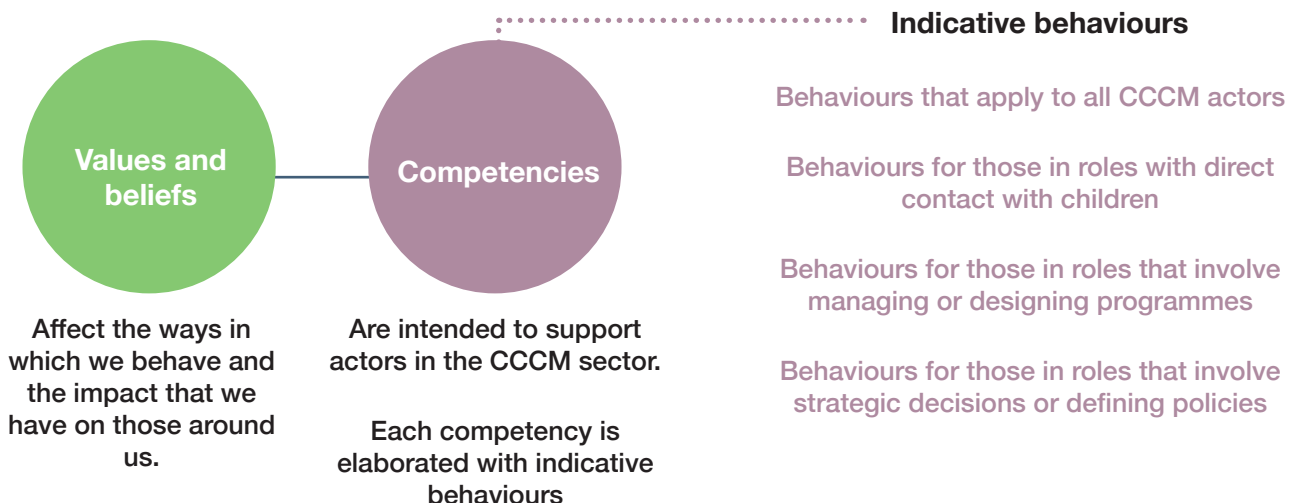 Values and
beliefs
Affect the ways in
which we behave and
the impact that we
have on those around
us.
Competencies
Are intended to support
actors in the CCCM sector.
Each competency is
elaborated with indicative
behaviours
Indicative behaviours
Behaviours that apply to all CCCM actors
Behaviours for those in roles with direct
contact with children
Behaviours for those in roles that involve
managing or designing programmes
Behaviours for those in roles that involve
strategic decisions or defining policies